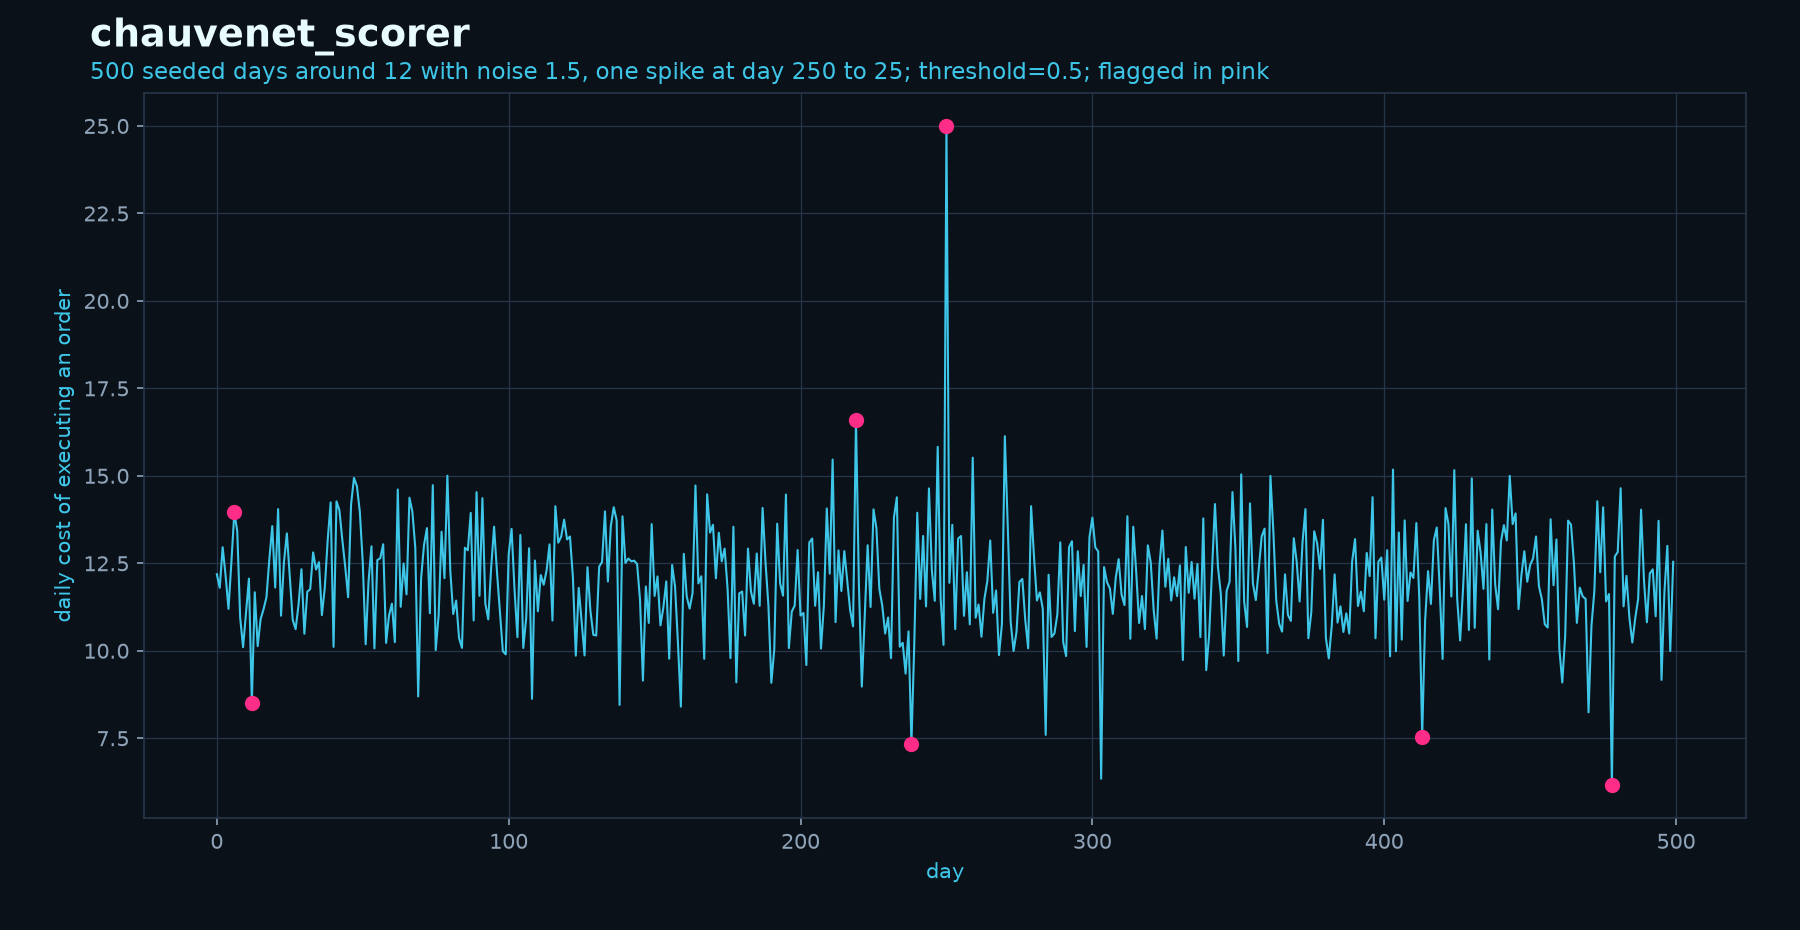 chauvenet_scorer
500 seeded days around 12 with noise 1.5, one spike at day 250 to 25; threshold=0.5; flagged in pink
daily cost of executing an order
25.0
22.5
20.0
17.5
15.0
12.5
10.0
7.5
0 100 200 300 400 500
day